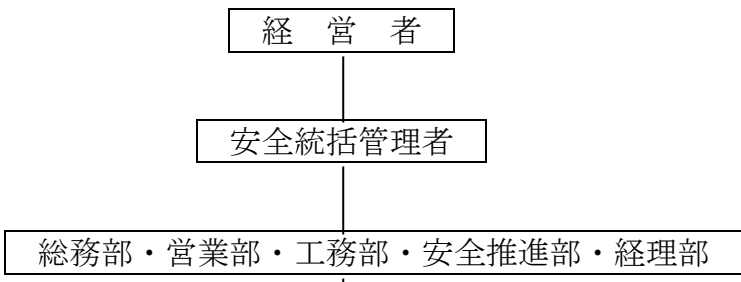 経　営　者
安全統括管理者
総務部・営業部・工務部・安全推進部・経理部